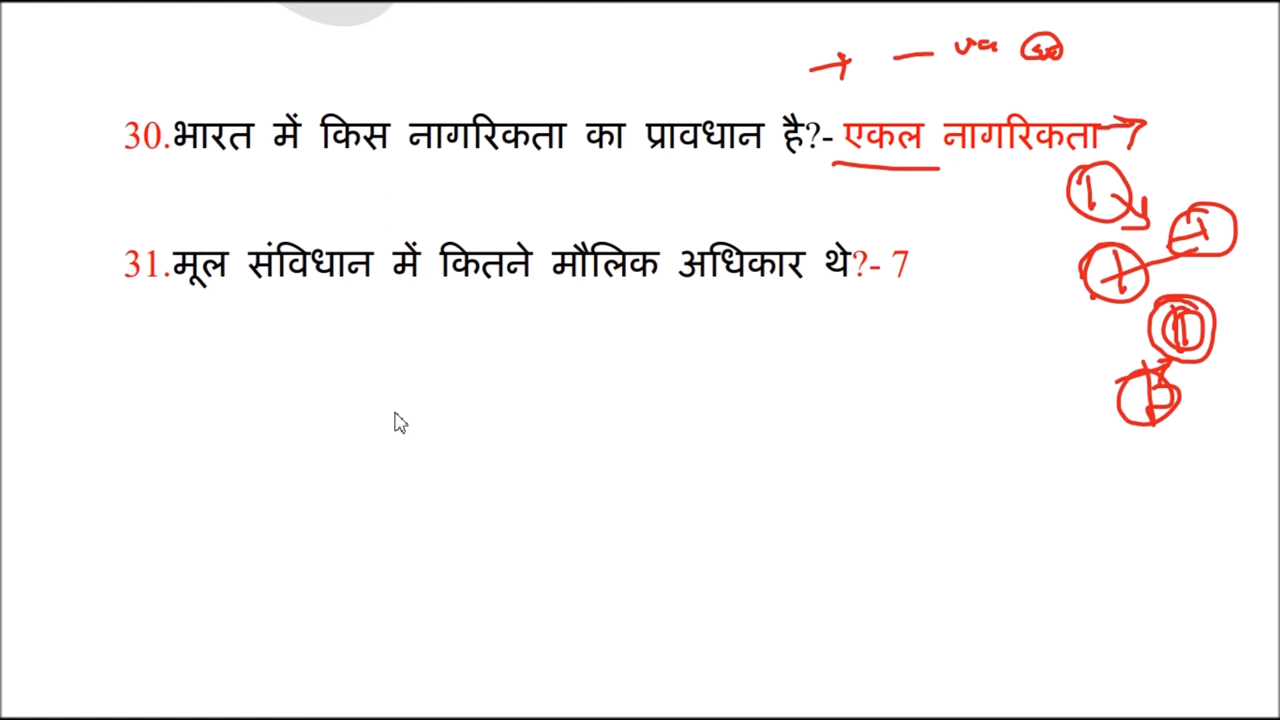 30.भारत में किस नागरिकता का प्रावधान है?- एकल नागरिकता
31.मूल संविधान में कितने मौलिक अधिकार थे?- 7